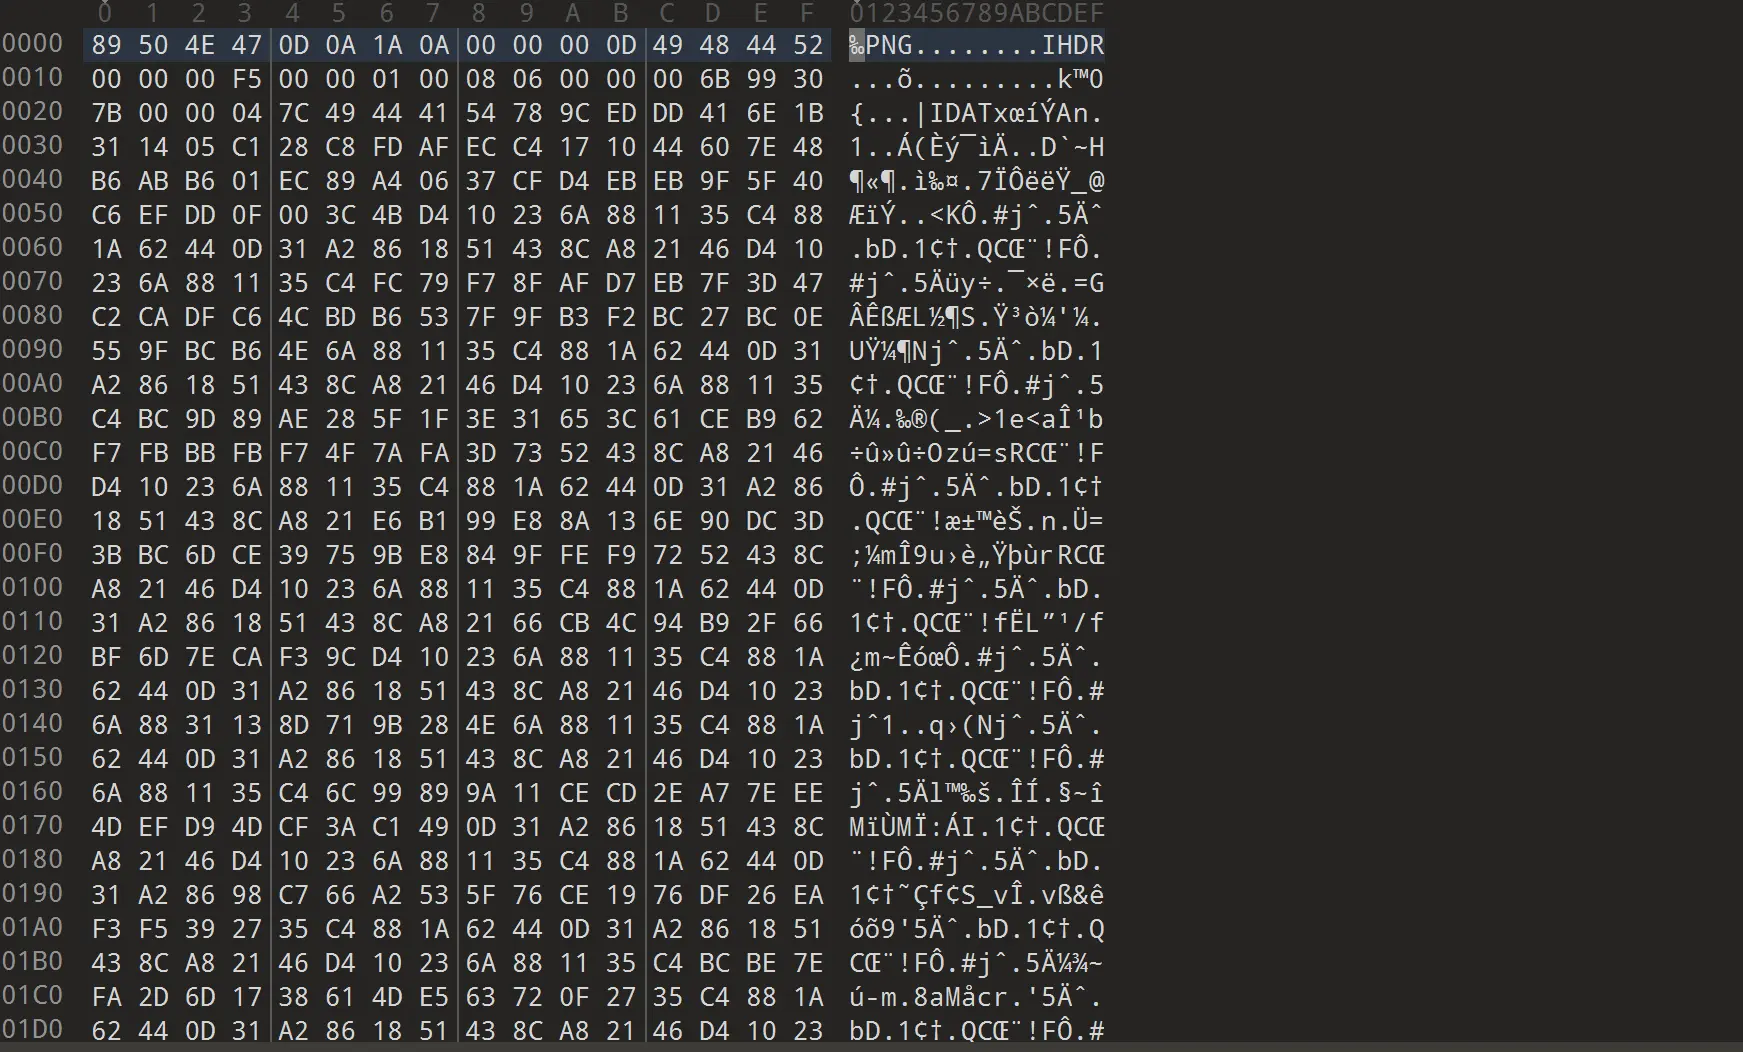 0 1 2 3 4 5 6 7 8 9 A B C D E F 0123456789ABCDEF
0000 89 50 4E 47 0D 0A 1A 0A 00 00 00 0D 49 48 44 52 ‰PNG........IHDR
0010 00 00 00 F5 00 00 01 00 08 06 00 00 00 6B 99 30 ...õ.........k™0
0020 7B 00 00 04 7C 49 44 41 54 78 9C ED DD 41 6E 1B {...|IDATxœíÝAn.
0030 31 14 05 C1 28 C8 FD AF EC C4 17 10 44 60 7E 48 1..Á(Èý¯ìÄ..D`~H
0040 B6 AB B6 01 EC 89 A4 06 37 CF D4 EB EB 9F 5F 40 ¶«¶.ì‰¤.7ÏÔëëŸ_@
0050 C6 EF DD 0F 00 3C 4B D4 10 23 6A 88 11 35 C4 88 ÆïÝ..<KÔ.#jˆ.5Äˆ
0060 1A 62 44 0D 31 A2 86 18 51 43 8C A8 21 46 D4 10 .bD.1¢†.QCŒ¨!FÔ.
0070 23 6A 88 11 35 C4 FC 79 F7 8F AF D7 EB 7F 3D 47 #jˆ.5Äüy÷.¯×ë.=G
0080 C2 CA DF C6 4C BD B6 53 7F 9F B3 F2 BC 27 BC 0E ÂÊßÆL½¶S.Ÿ³ò¼'¼.
0090 55 9F BC B6 4E 6A 88 11 35 C4 88 1A 62 44 0D 31 UŸ¼¶Njˆ.5Äˆ.bD.1
00A0 A2 86 18 51 43 8C A8 21 46 D4 10 23 6A 88 11 35 ¢†.QCŒ¨!FÔ.#jˆ.5
00B0 C4 BC 9D 89 AE 28 5F 1F 3E 31 65 3C 61 CE B9 62 Ä¼.‰®(_.>1e<aÎ¹b
00C0 F7 FB BB FB F7 4F 7A FA 3D 73 52 43 8C A8 21 46 ÷û»û÷Ozú=sRCŒ¨!F
00D0 D4 10 23 6A 88 11 35 C4 88 1A 62 44 0D 31 A2 86 Ô.#jˆ.5Äˆ.bD.1¢†
00E0 18 51 43 8C A8 21 E6 B1 99 E8 8A 13 6E 90 DC 3D .QCŒ¨!æ±™èŠ.n.Ü=
00F0 3B BC 6D CE 39 75 9B E8 84 9F FE F9 72 52 43 8C ;¼mÎ9u›è„ŸþùrRCŒ
0100 A8 21 46 D4 10 23 6A 88 11 35 C4 88 1A 62 44 0D ¨!FÔ.#jˆ.5Äˆ.bD.
0110 31 A2 86 18 51 43 8C A8 21 66 CB 4C 94 B9 2F 66 1¢†.QCŒ¨!fËL”¹/f
0120 BF 6D 7E CA F3 9C D4 10 23 6A 88 11 35 C4 88 1A ¿m~ÊóœÔ.#jˆ.5Äˆ.
0130 62 44 0D 31 A2 86 18 51 43 8C A8 21 46 D4 10 23 bD.1¢†.QCŒ¨!FÔ.#
0140 6A 88 31 13 8D 71 9B 28 4E 6A 88 11 35 C4 88 1A jˆ1..q›(Njˆ.5Äˆ.
0150 62 44 0D 31 A2 86 18 51 43 8C A8 21 46 D4 10 23 bD.1¢†.QCŒ¨!FÔ.#
0160 6A 88 11 35 C4 6C 99 89 9A 11 CE CD 2E A7 7E EE jˆ.5Äl™‰š.ÎÍ.§~î
0170 4D EF D9 4D CF 3A C1 49 0D 31 A2 86 18 51 43 8C MïÙMÏ:ÁI.1¢†.QCŒ
0180 A8 21 46 D4 10 23 6A 88 11 35 C4 88 1A 62 44 0D ¨!FÔ.#jˆ.5Äˆ.bD.
0190 31 A2 86 98 C7 66 A2 53 5F 76 CE 19 76 DF 26 EA 1¢†˜Çf¢S_vÎ.vß&ê
01A0 F3 F5 39 27 35 C4 88 1A 62 44 0D 31 A2 86 18 51 óõ9'5Äˆ.bD.1¢†.Q
01B0 43 8C A8 21 46 D4 10 23 6A 88 11 35 C4 BC BE 7E CŒ¨!FÔ.#jˆ.5Ä¼¾~
01C0 FA 2D 6D 17 38 61 4D E5 63 72 0F 27 35 C4 88 1A ú-m.8aMåcr.'5Äˆ.
01D0 62 44 0D 31 A2 86 18 51 43 8C A8 21 46 D4 10 23 bD.1¢†.QCŒ¨!FÔ.#